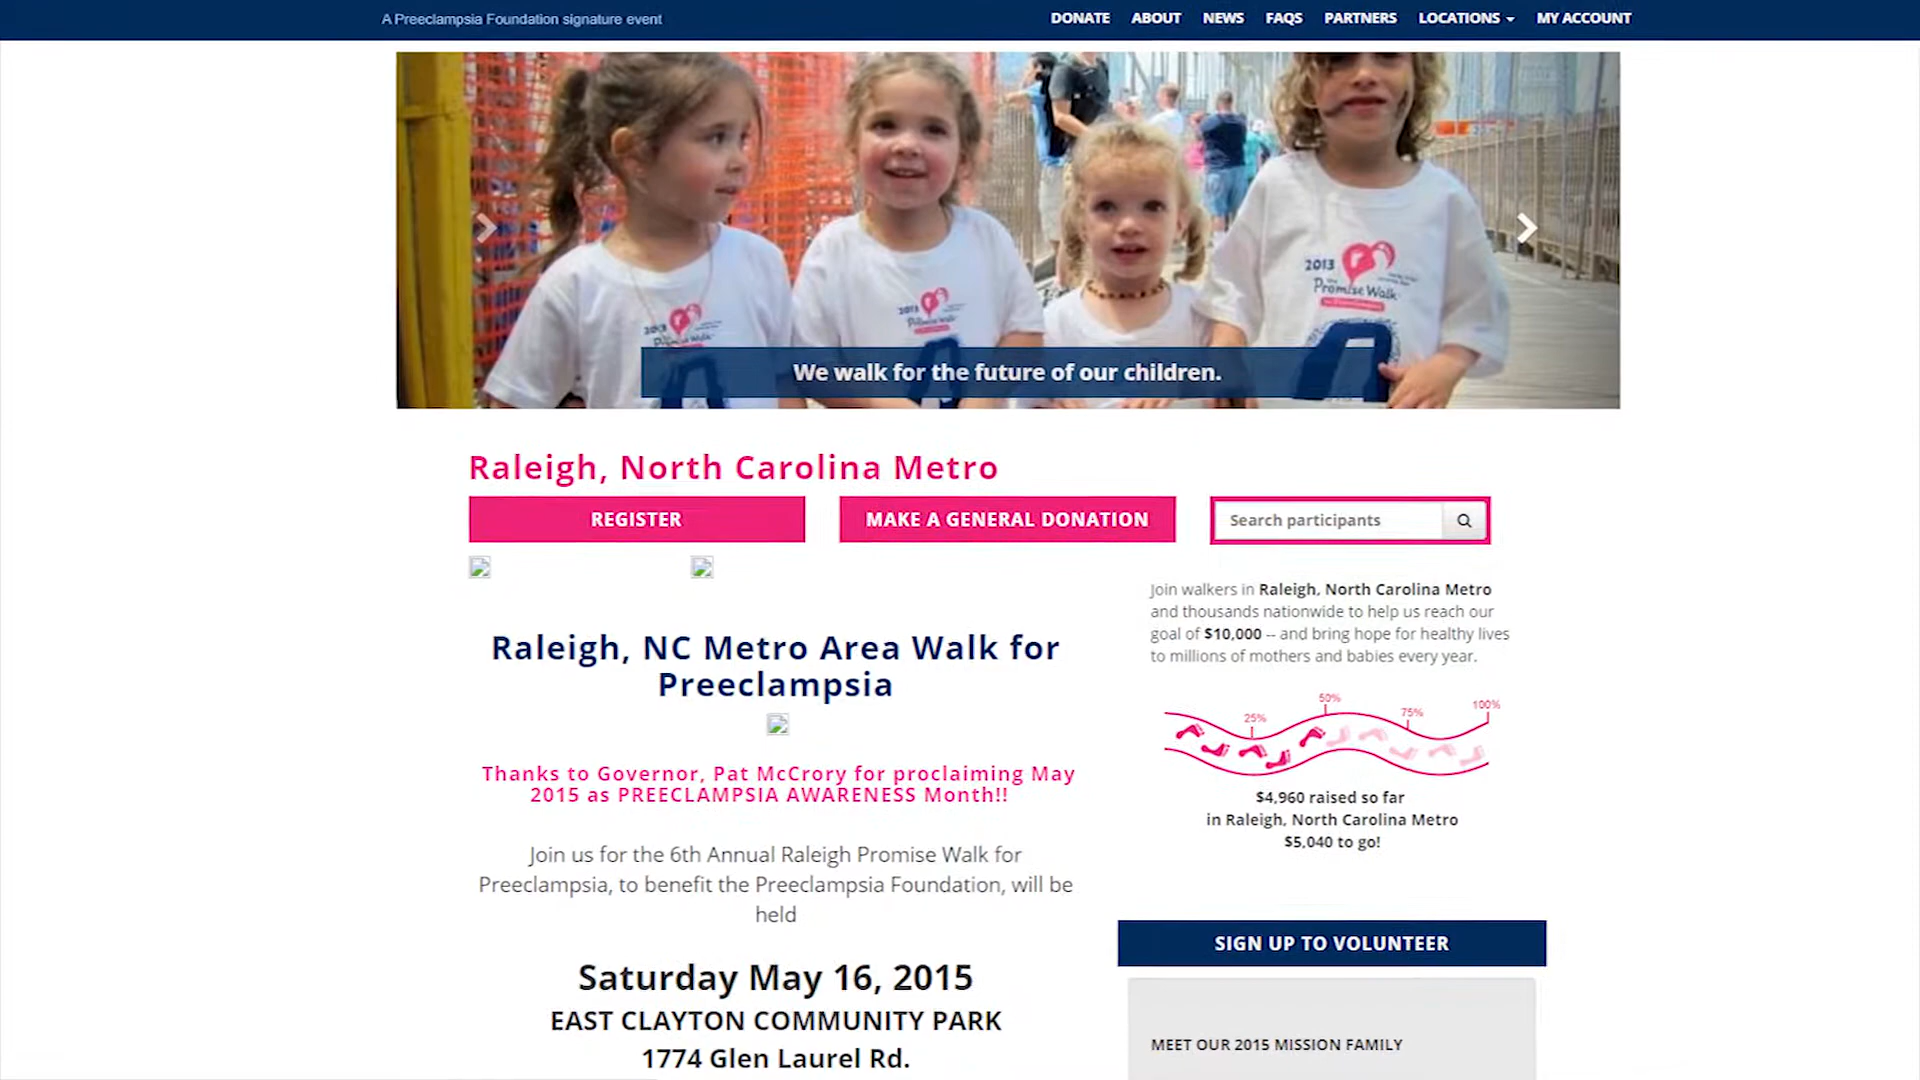 A Preeclampsia Foundation signature event
DONATE ABOUT NEWS FAQS PARTNERS LOCATIONS MY ACCOUNT
2013
Promise Walk
2013
Promise Walk
2013
Promise Walk
We walk for the future of our children.
Raleigh, North Carolina Metro
REGISTER
MAKE A GENERAL DONATION
Search participants
Raleigh, NC Metro Area Walk for
Preeclampsia
Thanks to Governor, Pat McCrory for proclaiming May
2015 as PREECLAMPSIA AWARENESS Month!!
Join us for the 6th Annual Raleigh Promise Walk for
Preeclampsia, to benefit the Preeclampsia Foundation, will be
held
Saturday May 16, 2015
EAST CLAYTON COMMUNITY PARK
1774 Glen Laurel Rd.
Join walkers in Raleigh, North Carolina Metro
and thousands nationwide to help us reach our
goal of $10,000 -- and bring hope for healthy lives
to millions of mothers and babies every year.
25% 50% 75% 100%
$4,960 raised so far
in Raleigh, North Carolina Metro
$5,040 to go!
SIGN UP TO VOLUNTEER
MEET OUR 2015 MISSION FAMILY